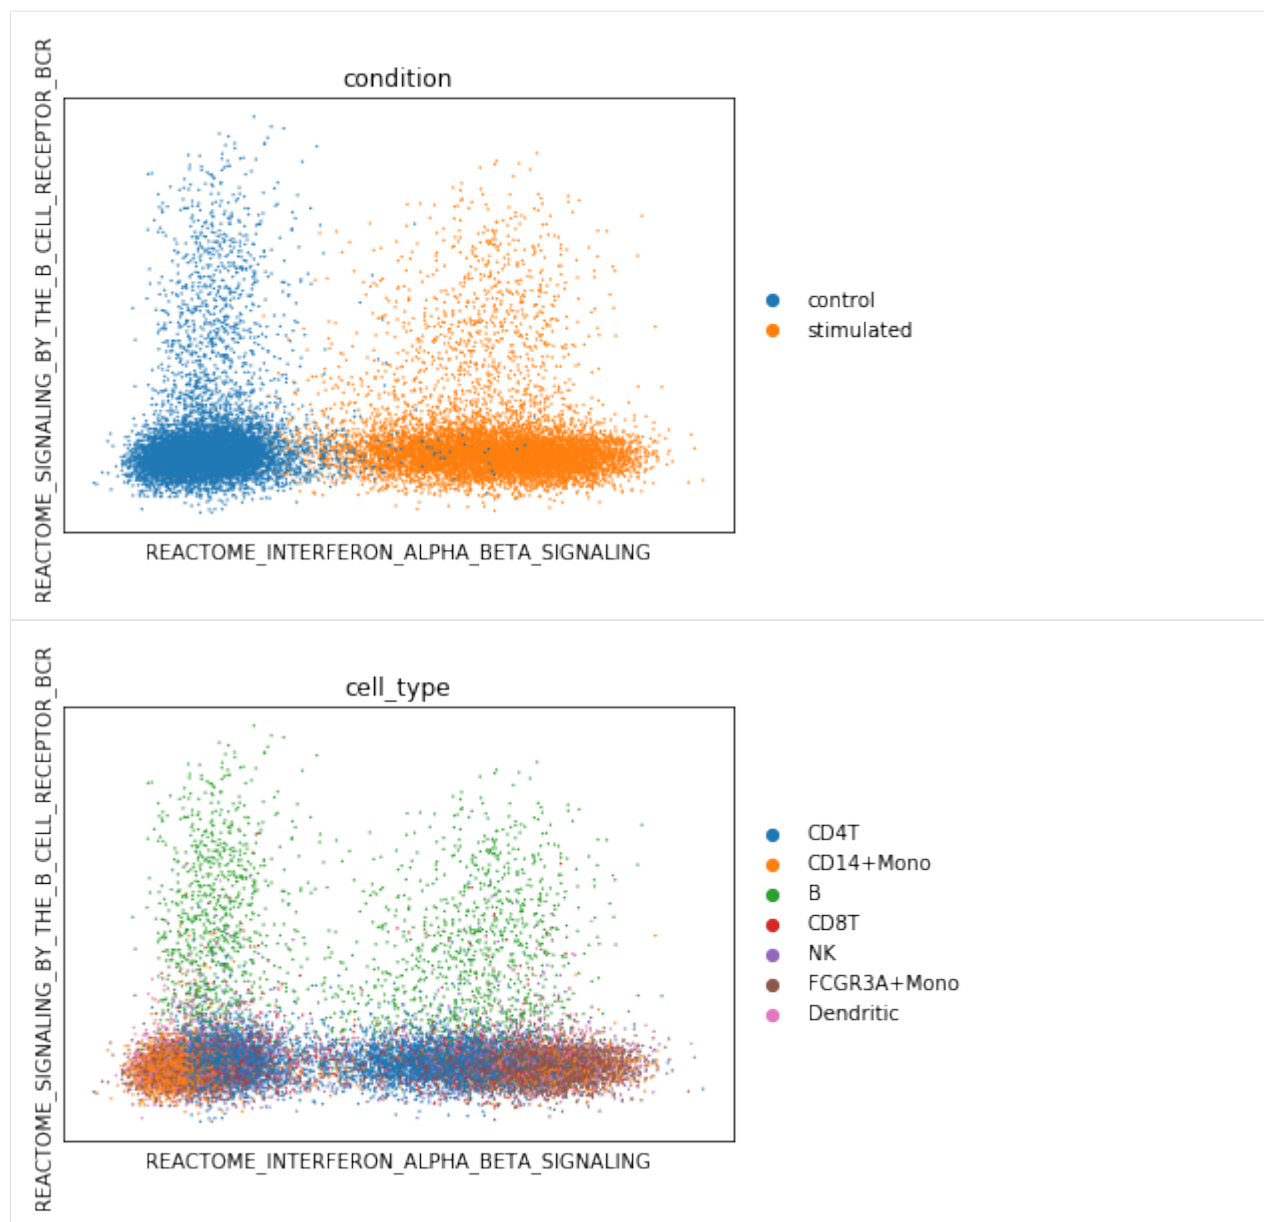 condition
REACTOME_SIGNALING_BY_THE_B_CELL_RECEPTOR_BCR
control
stimulated
REACTOME_INTERFERON_ALPHA_BETA_SIGNALING
cell_type
REACTOME_SIGNALING_BY_THE_B_CELL_RECEPTOR_BCR
CD4T
CD14+Mono
B
CD8T
NK
FCGR3A+Mono
Dendritic
REACTOME_INTERFERON_ALPHA_BETA_SIGNALING